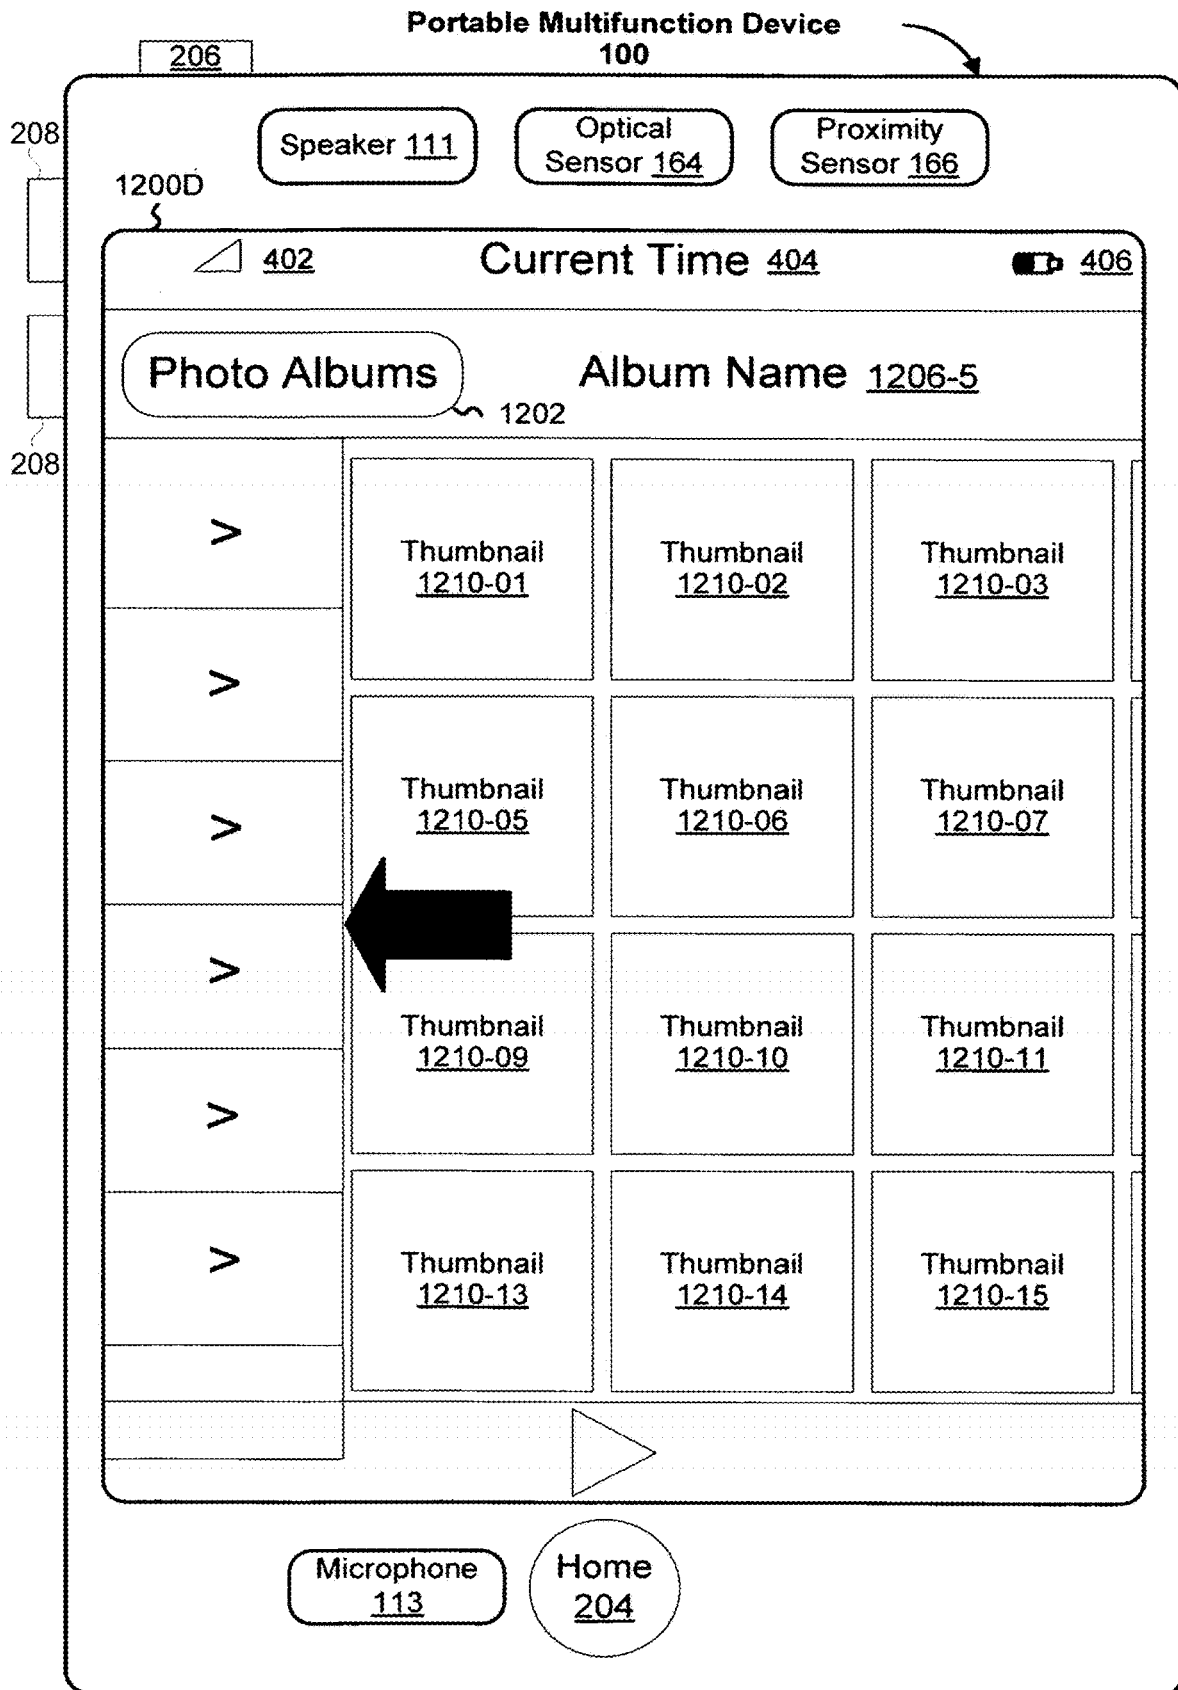 Portable Multifunction Device
100
206
208
Speaker 111
Optical
Sensor 164
Proximity
Sensor 166
1200D
402
Current Time 404
406
Photo Albums
Album Name 1206-5
1202
208
>
Thumbnail
1210-01
Thumbnail
1210-02
Thumbnail
1210-03
>
>
Thumbnail
1210-05
Thumbnail
1210-06
Thumbnail
1210-07
>
Thumbnail
1210-09
Thumbnail
1210-10
Thumbnail
1210-11
>
>
Thumbnail
1210-13
Thumbnail
1210-14
Thumbnail
1210-15
Microphone
113
Home
204